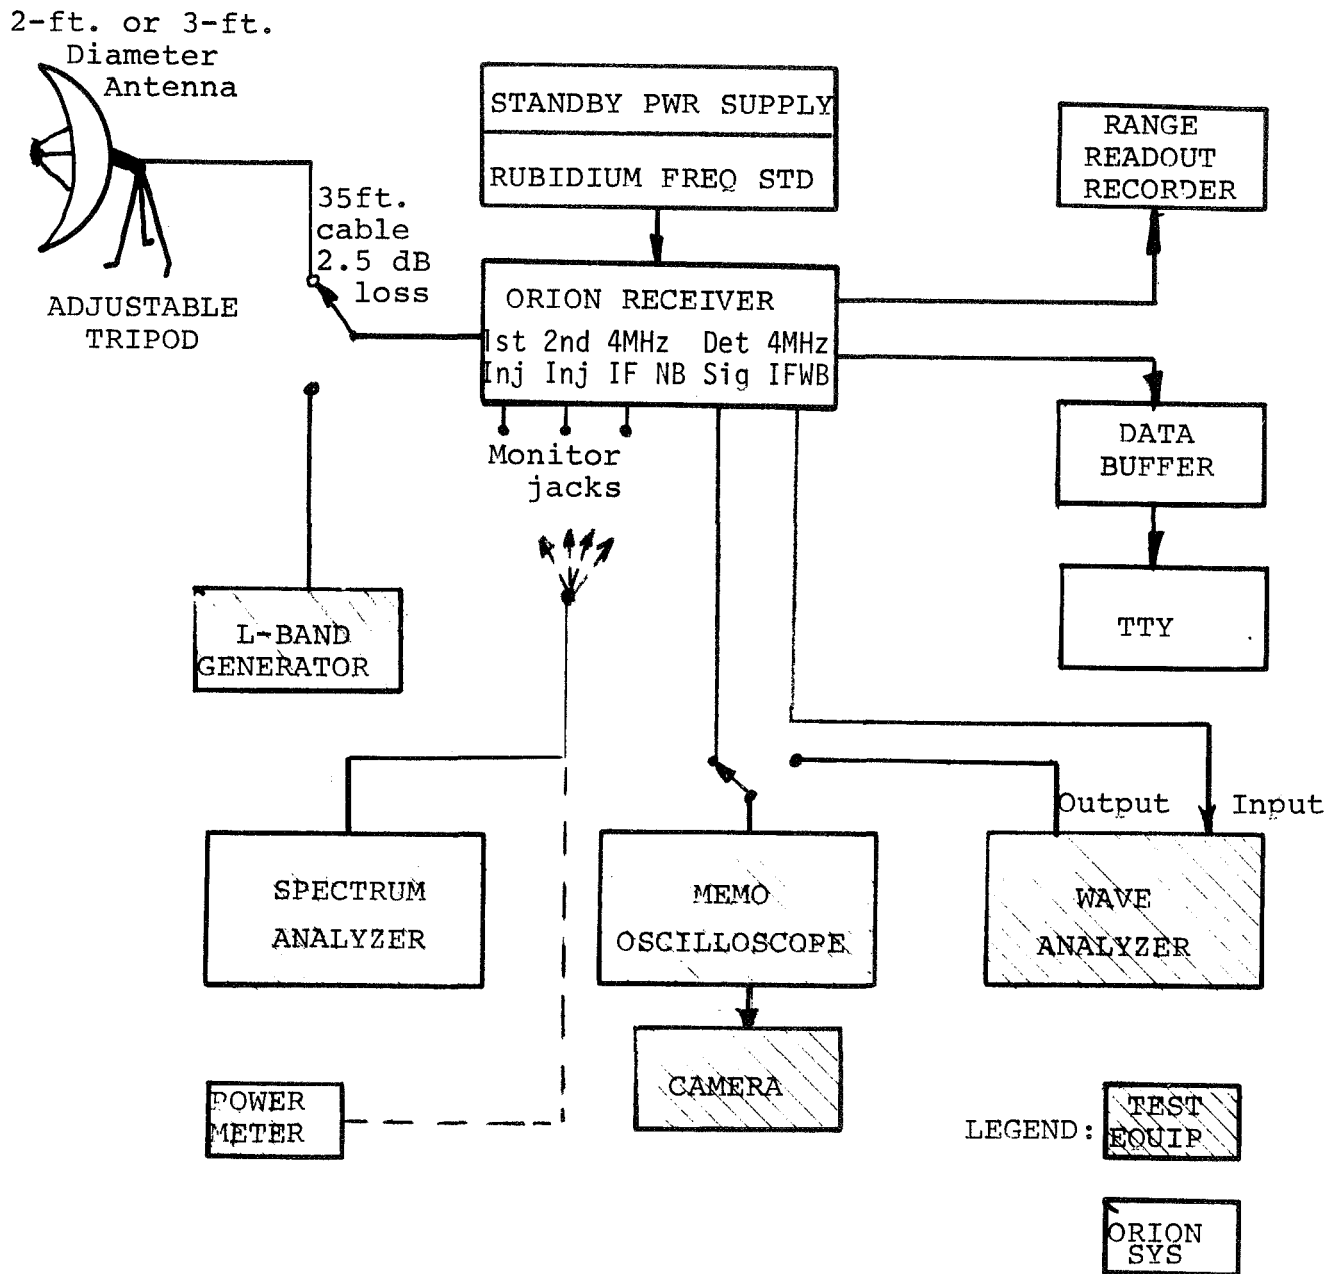 2-ft. or 3-ft.
Diameter
Antenna
ADJUSTABLE
TRIPOD
35ft.
cable
2.5 dB
loss
STANDBY PWR SUPPLY
RUBIDIUM FREQ STD
ORION RECEIVER
1st 2nd 4MHz Det 4MHz
Inj Inj IF NB Sig IFWB
Monitor
jacks
RANGE
READOUT
RECORDER
DATA
BUFFER
TTY
L-BAND
GENERATOR
Output Input
SPECTRUM
ANALYZER
MEMO
OSCILLOSCOPE
WAVE
ANALYZER
CAMERA
POWER
METER
LEGEND:
TEST
EQUIP
ORION
SYS